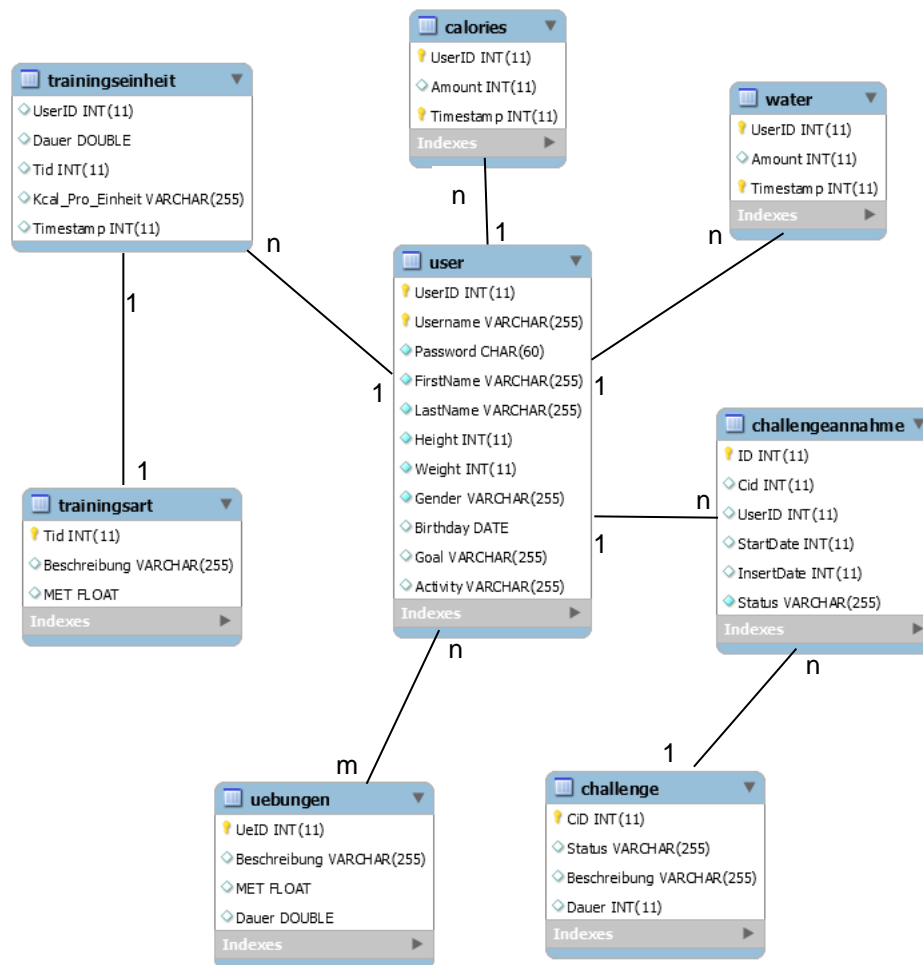 calories
UserID INT(11)
Amount INT(11)
Timestamp INT(11)
Indexes
trainingseinheit
UserID INT(11)
Dauer DOUBLE
Tid INT(11)
Kcal_Pro_Einheit VARCHAR(255)
Timestamp INT(11)
water
UserID INT(11)
Amount INT(11)
Timestamp INT(11)
Indexes
n
n
n
1
user
UserID INT(11)
Username VARCHAR(255)
Password CHAR(60)
FirstName VARCHAR(255)
LastName VARCHAR(255)
Height INT(11)
Weight INT(11)
Gender VARCHAR(255)
Birthday DATE
Goal VARCHAR(255)
Activity VARCHAR(255)
Indexes
1
1
1
1
trainingsart
Tid INT(11)
Beschreibung VARCHAR(255)
MET FLOAT
Indexes
challengeannahme
ID INT(11)
Cid INT(11)
UserID INT(11)
StartDate INT(11)
InsertDate INT(11)
Status VARCHAR(255)
Indexes
n
1
n
n
m
1
uebungen
UeID INT(11)
Beschreibung VARCHAR(255)
MET FLOAT
Dauer DOUBLE
Indexes
challenge
CiD INT(11)
Status VARCHAR(255)
Beschreibung VARCHAR(255)
Dauer INT(11)
Indexes